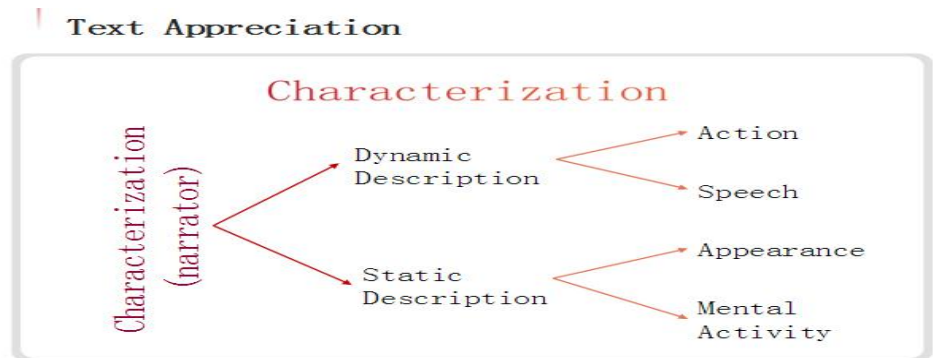 Text Appreciation
Characterization
Characterization
(narrator)
Dynamic
Description
Action
Speech
Static
Description
Appearance
Mental
Activity